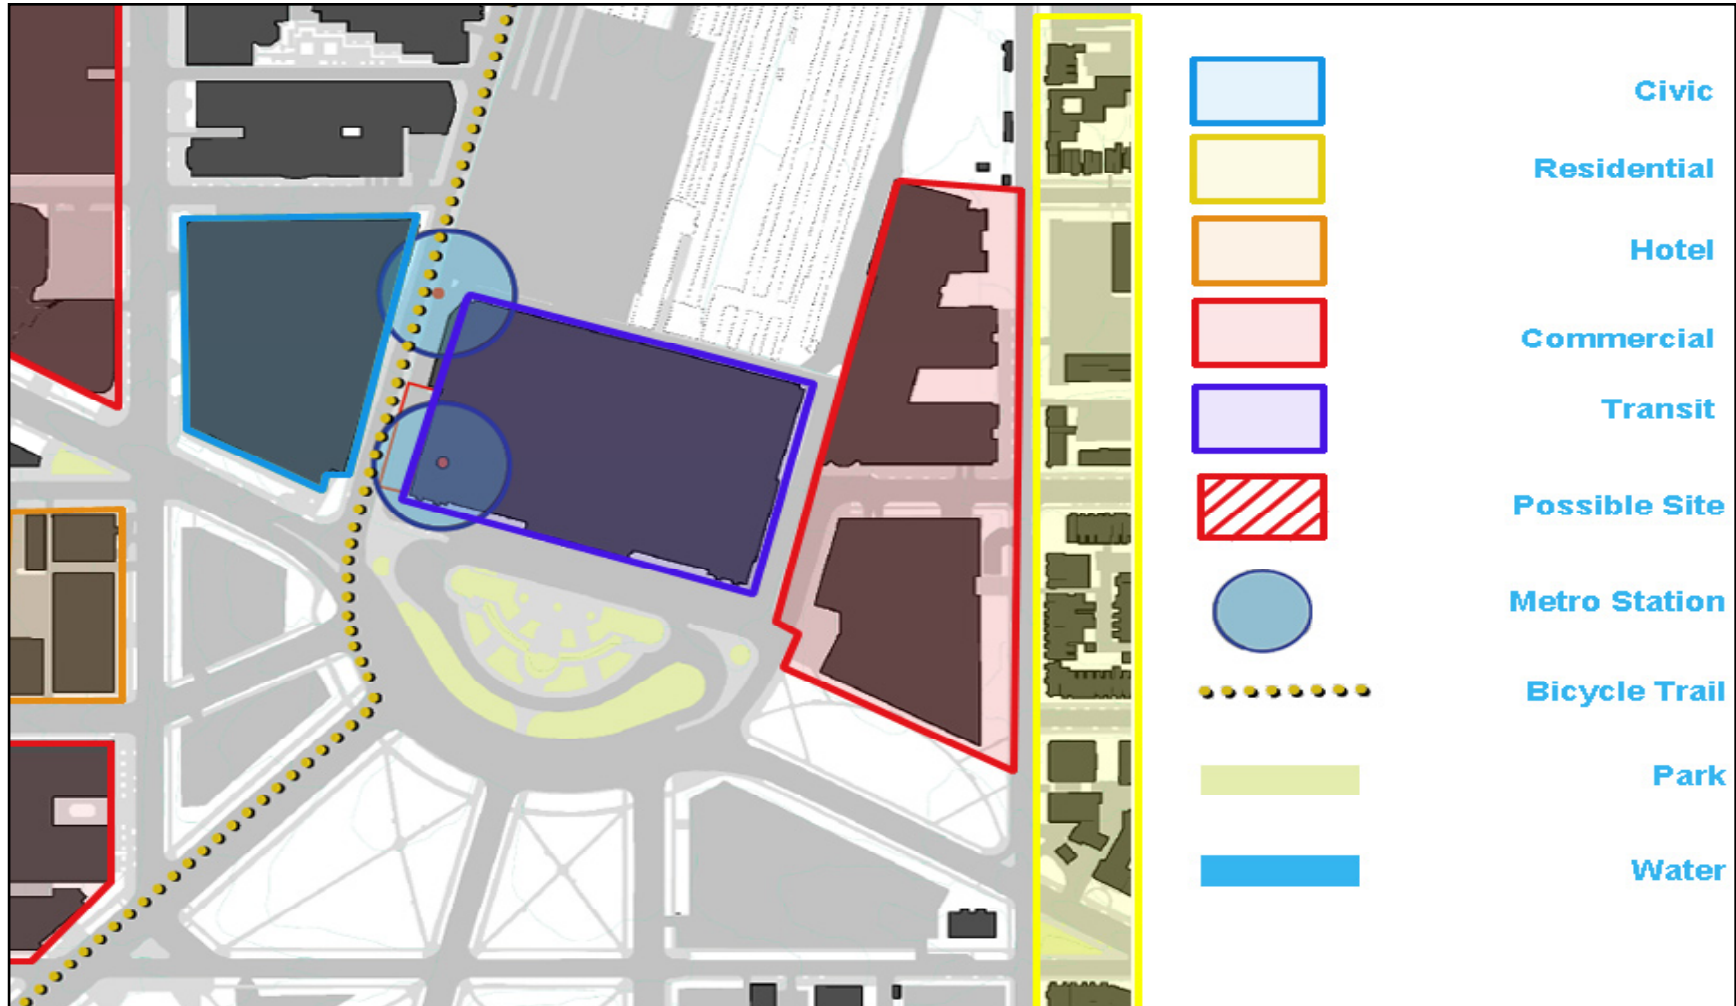 Civic
Residential
Hotel
Commercial
Transit
Possible Site
Metro Station
Bicycle Trail
Park
Water